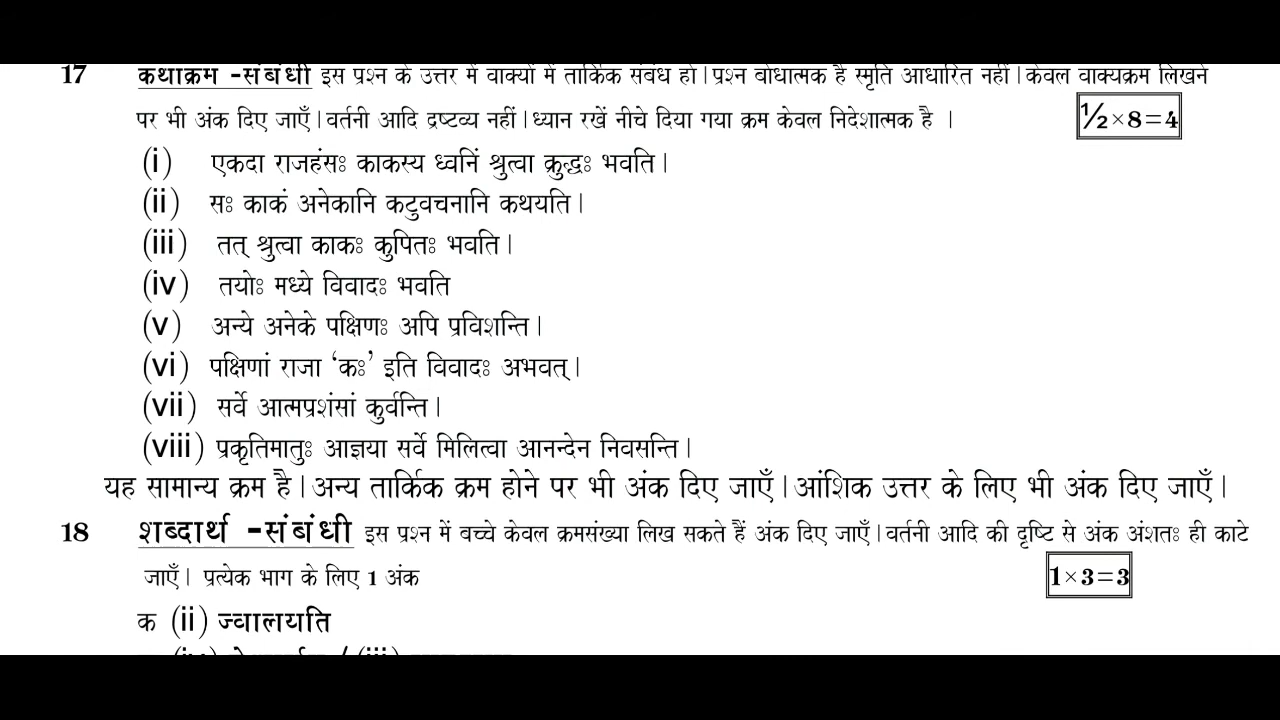 17 कथाक्रम -संबंधी इस प्रश्न के उत्तर में वाक्यों में तार्किक संबंध हो। प्रश्न बोधात्मक है स्मृति आधारित नहीं। केवल वाक्यक्रम लिखने
पर भी अंक दिए जाएँ। वर्तनी आदि द्रष्टव्य नहीं। ध्यान रखें नीचे दिया गया क्रम केवल निदेशात्मक है । ½×8=4
(i) एकदा राजहंसः काकस्य ध्वनिं श्रुत्वा क्रुद्धः भवति।
(ii) सः काकं अनेकानि कटुवचनानि कथयति।
(iii) तत् श्रुत्वा काकः कुपितः भवति।
(iv) तयोः मध्ये विवादः भवति
(v) अन्ये अनेके पक्षिणः अपि प्रविशन्ति।
(vi) पक्षिणां राजा ‘कः’ इति विवादः अभवत्।
(vii) सर्वे आत्मप्रशंसां कुर्वन्ति।
(viii) प्रकृतिमातुः आज्ञया सर्वे मिलित्वा आनन्देन निवसन्ति।
यह सामान्य क्रम है। अन्य तार्किक क्रम होने पर भी अंक दिए जाएँ। आंशिक उत्तर के लिए भी अंक दिए जाएँ।
18 शब्दार्थ -संबंधी इस प्रश्न में बच्चे केवल क्रमसंख्या लिख सकते हैं अंक दिए जाएँ। वर्तनी आदि की दृष्टि से अंक अंशतः ही काटे
जाएँ। प्रत्येक भाग के लिए 1 अंक 1×3=3
क (ii) ज्वालयति